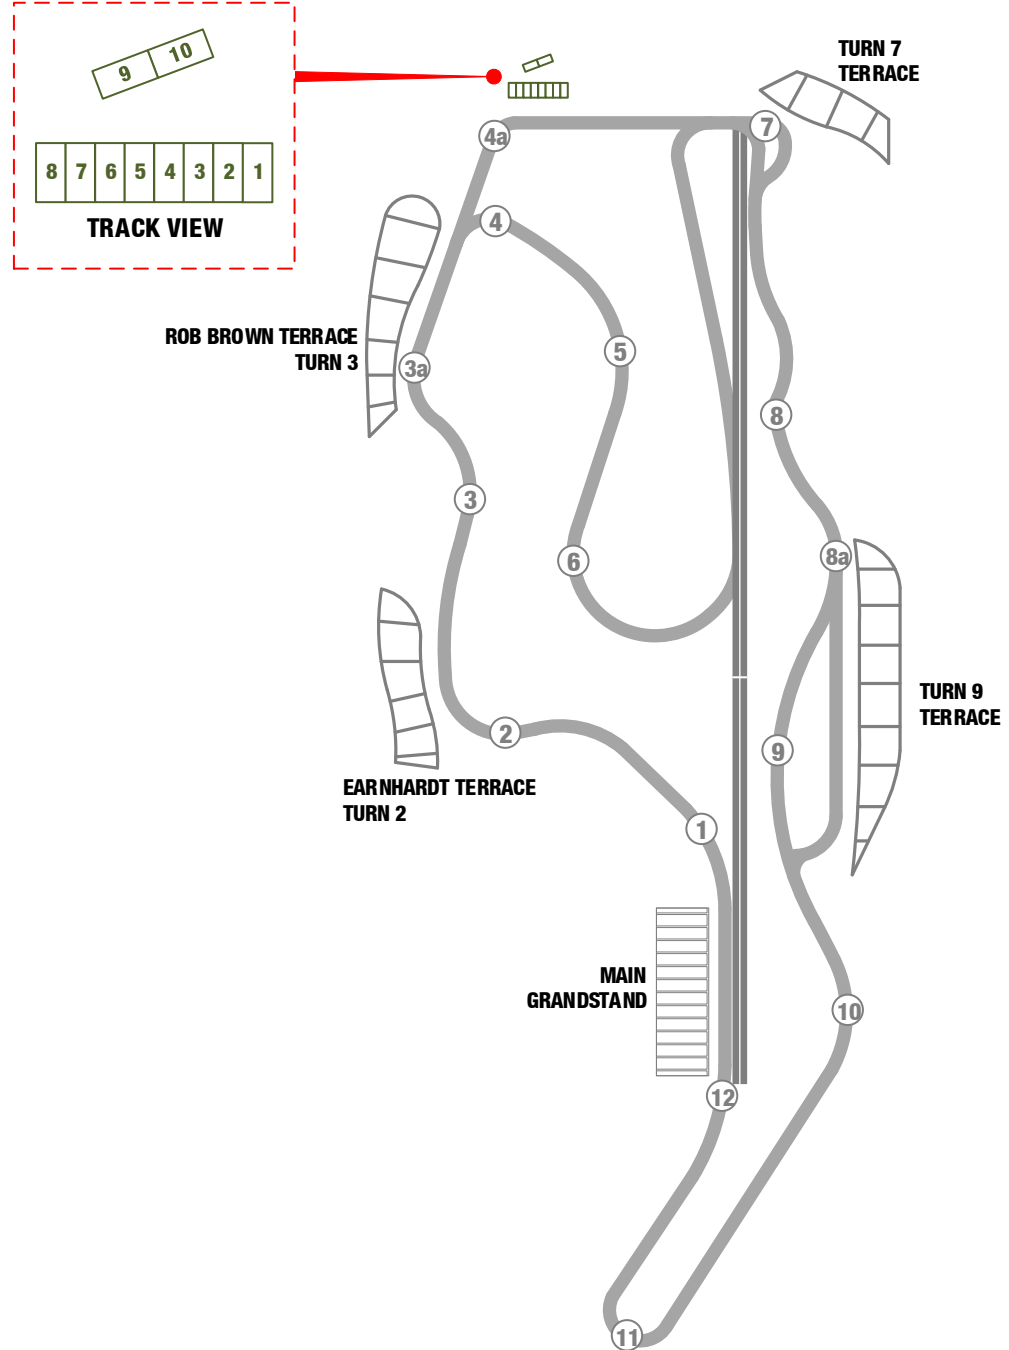 9 10
8 7 6 5 4 3 2 1
TRACK VIEW
TURN 7
TERRACE
7
4a
4
ROB BROWN TERRACE
TURN 3
3a
5
8
3
6
8a
TURN 9
TERRACE
2
9
EARNHARDT TERRACE
TURN 2
1
MAIN
GRANDSTAND
10
12
11